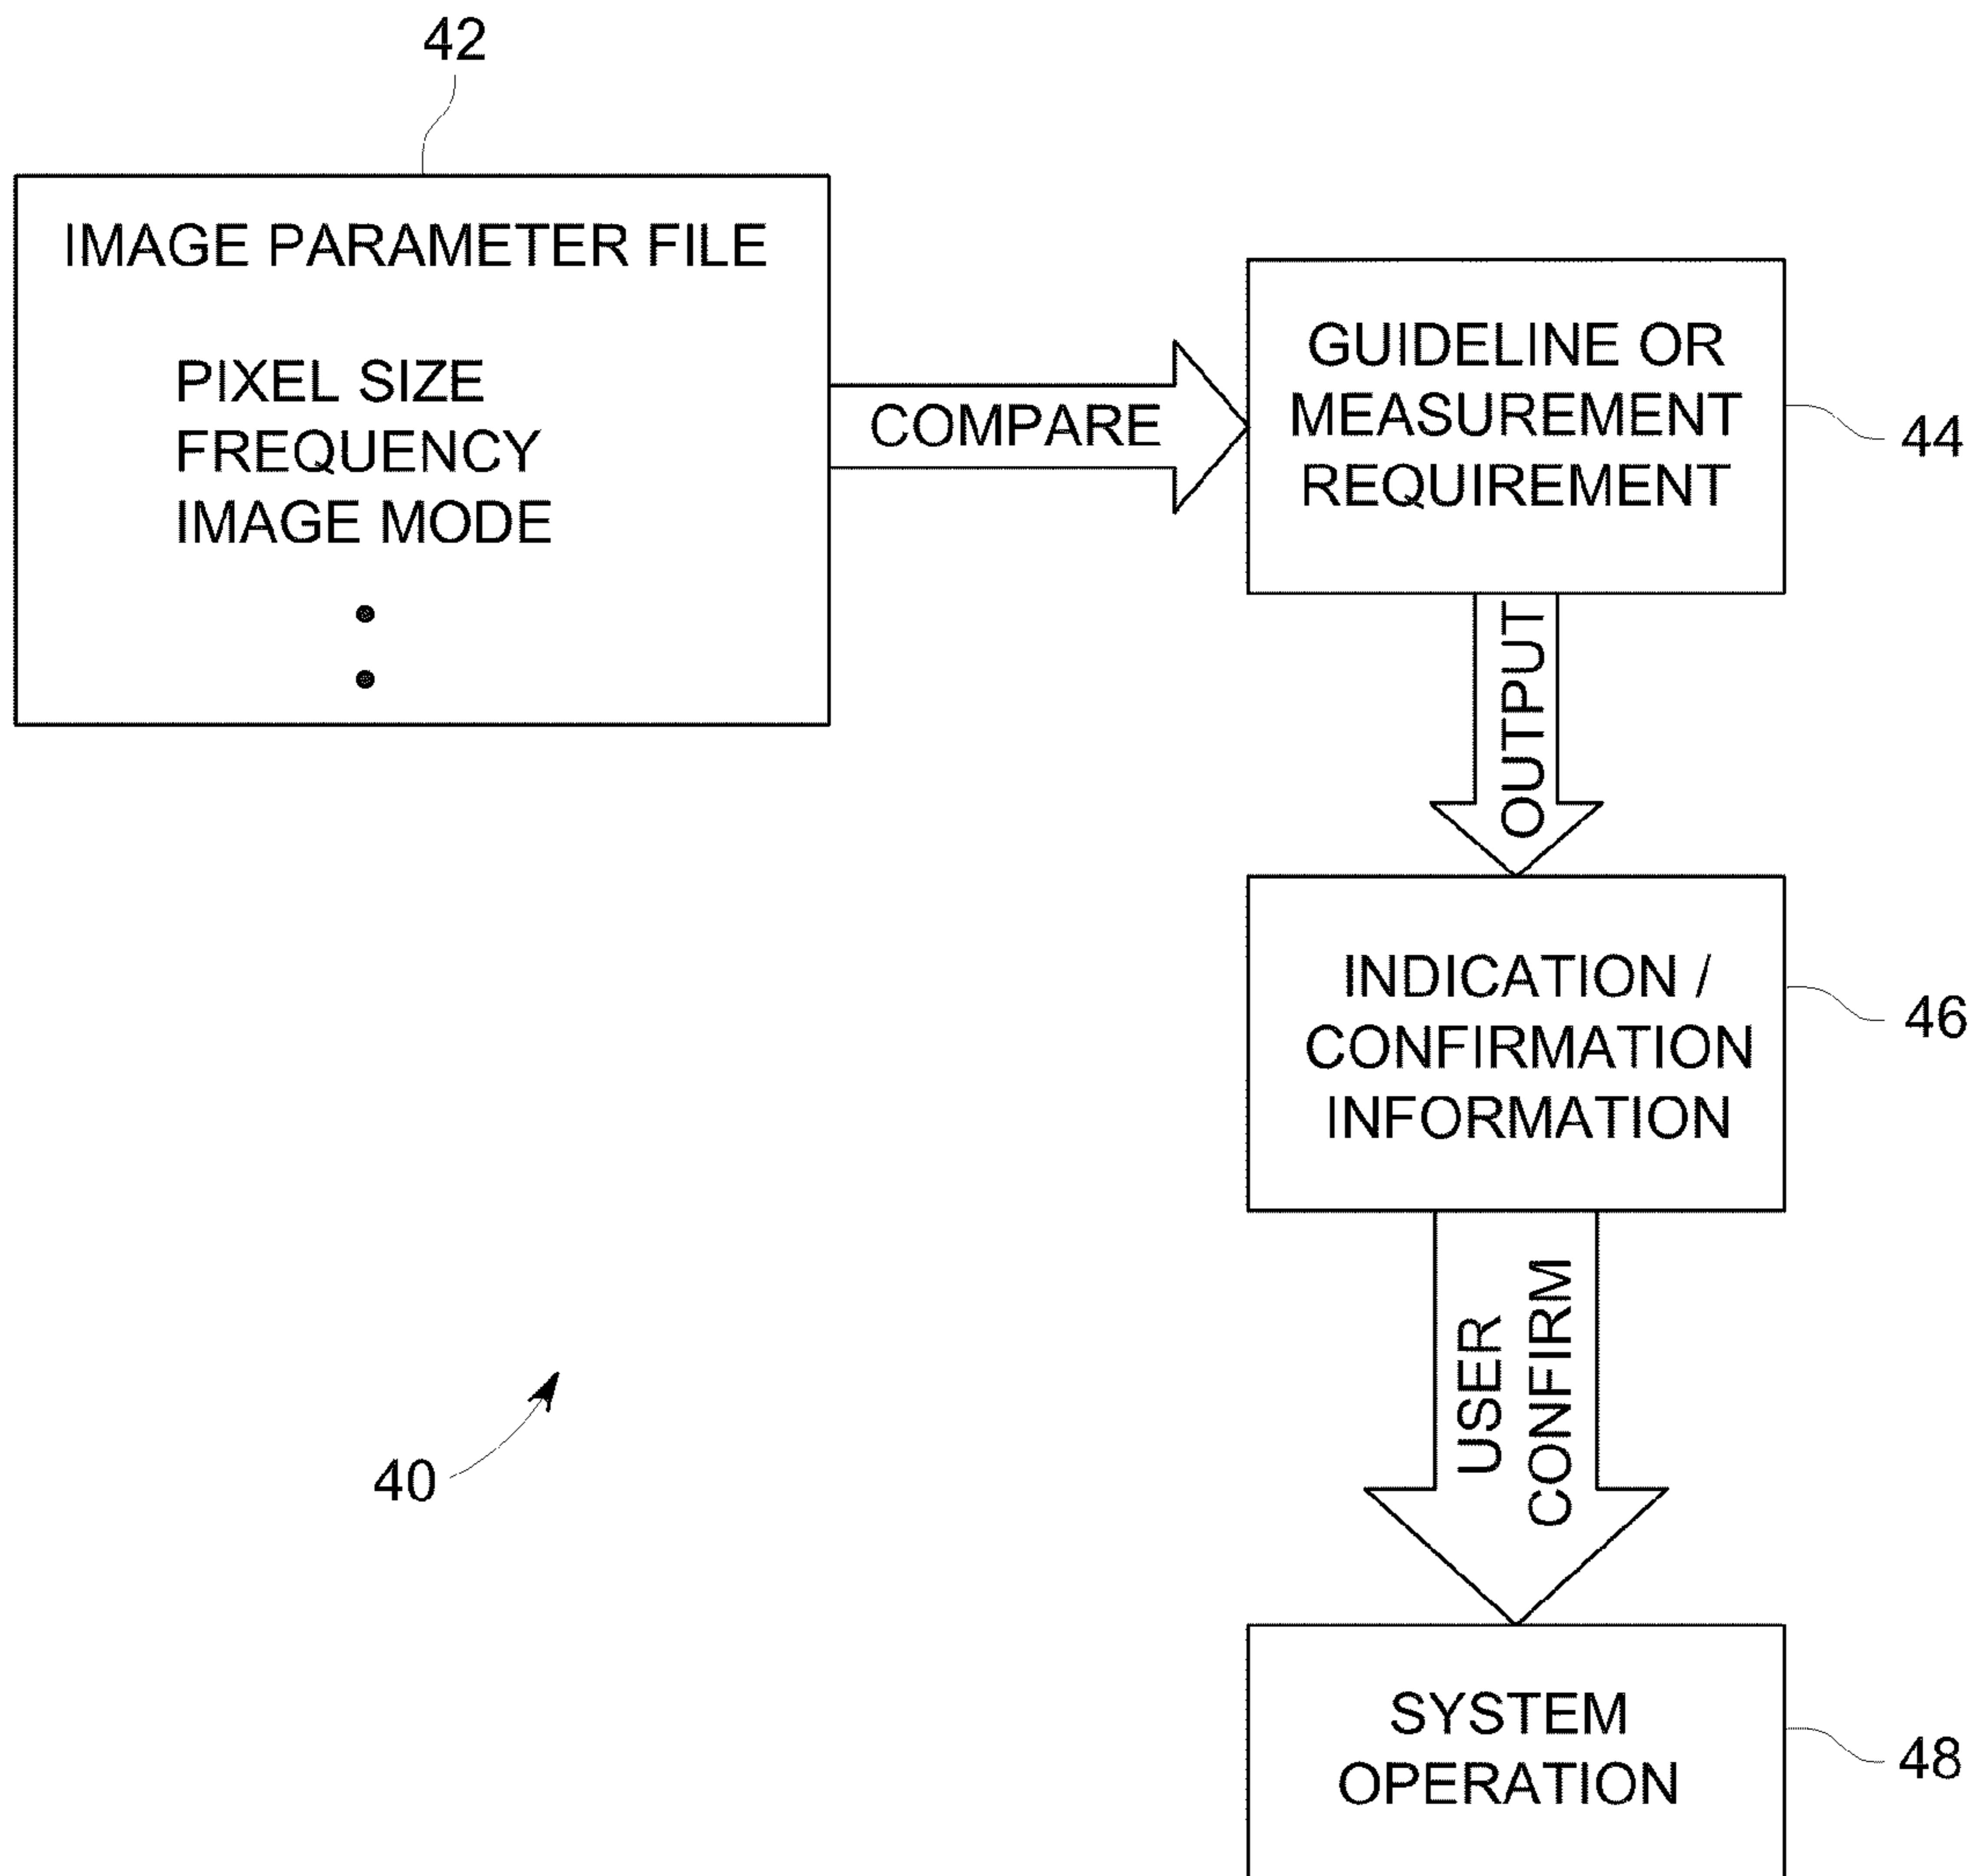 42
IMAGE PARAMETER FILE
PIXEL SIZE
FREQUENCY
IMAGE MODE
COMPARE
GUIDELINE OR
MEASUREMENT
REQUIREMENT
44
OUTPUT
INDICATION /
CONFIRMATION
INFORMATION
46
USER
CONFIRM
40
SYSTEM
OPERATION
48